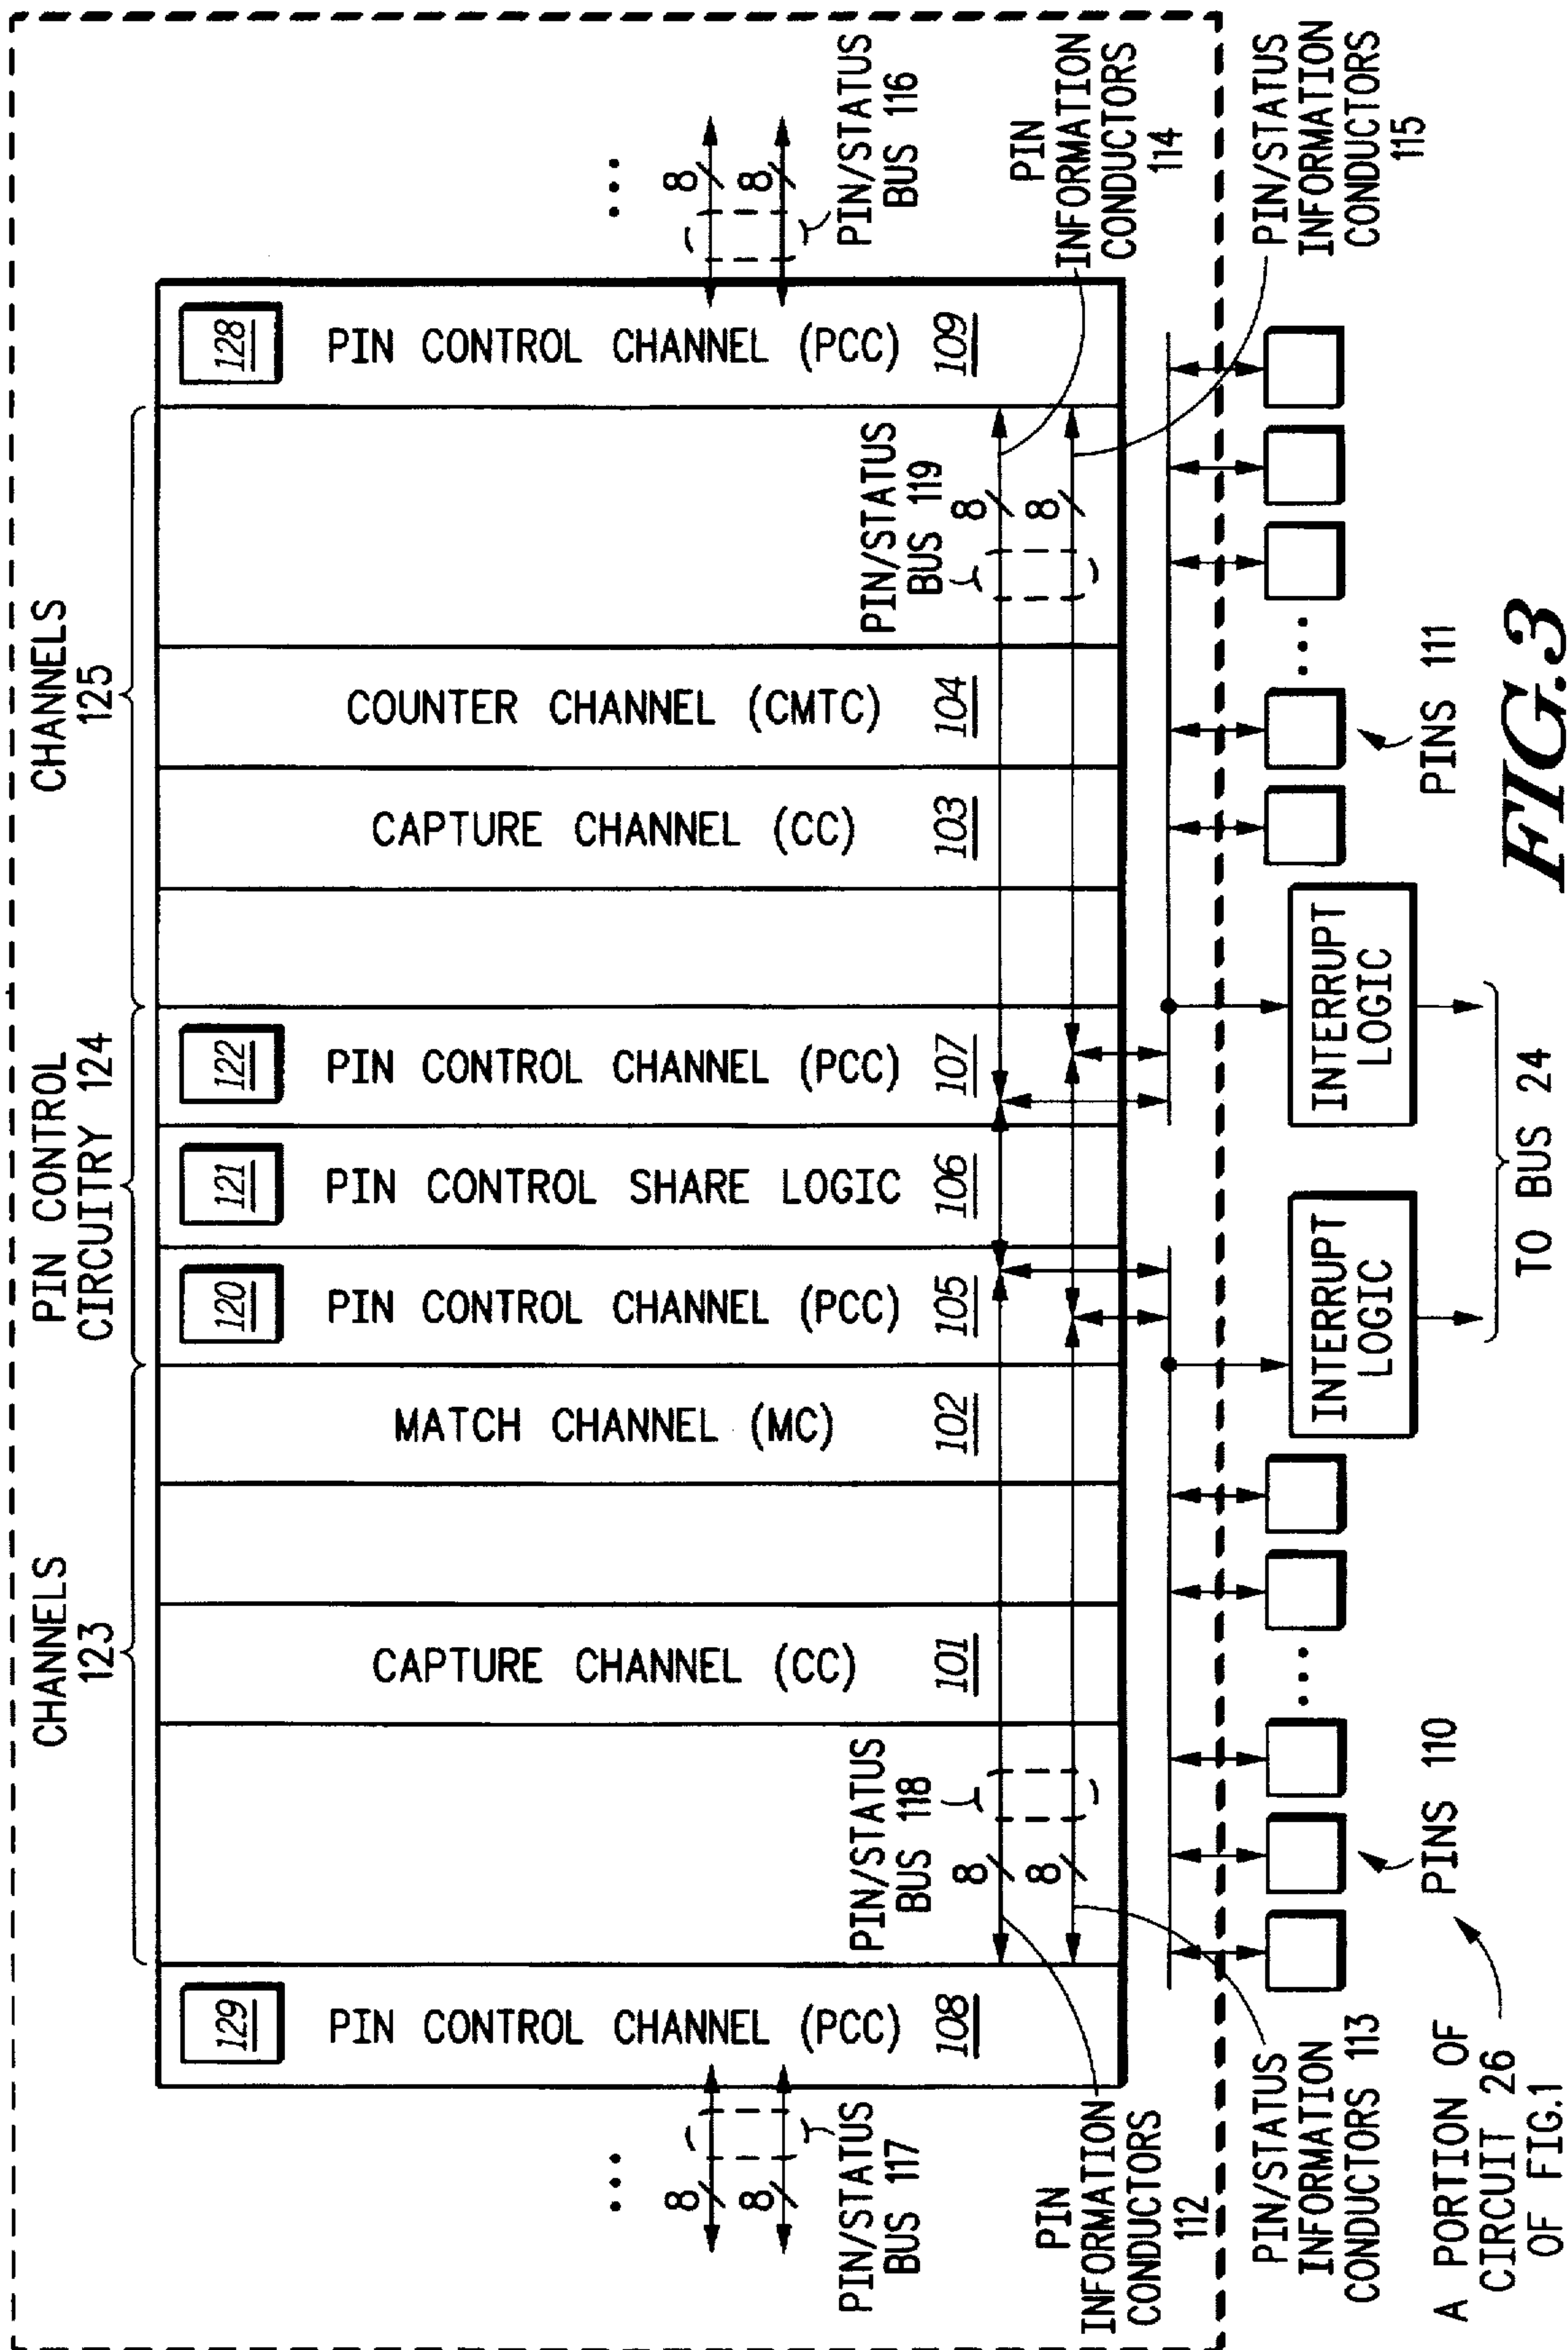 CHANNELS
123
PIN CONTROL
CIRCUITRY 124
CHANNELS
125
129
PIN CONTROL CHANNEL (PCC)
108
CAPTURE CHANNEL (CC)
101
MATCH CHANNEL (MC)
102
120
PIN CONTROL CHANNEL (PCC)
105
121
PIN CONTROL SHARE LOGIC
106
122
PIN CONTROL CHANNEL (PCC)
107
CAPTURE CHANNEL (CC)
103
COUNTER CHANNEL (CMTC)
104
128
PIN CONTROL CHANNEL (PCC)
109
8
8
PIN/STATUS
BUS 117
PIN/STATUS
BUS 118
8
8
PIN/STATUS
BUS 119
8
8
8
8
PIN/STATUS
BUS 116
PIN
INFORMATION
CONDUCTORS
112
PIN
INFORMATION
CONDUCTORS
114
PIN/STATUS
INFORMATION
CONDUCTORS 113
PIN/STATUS
INFORMATION
CONDUCTORS
115
INTERRUPT
LOGIC
INTERRUPT
LOGIC
PINS 110
PINS 111
TO BUS 24
A PORTION OF
CIRCUIT 26
OF FIG.1
FIG.3